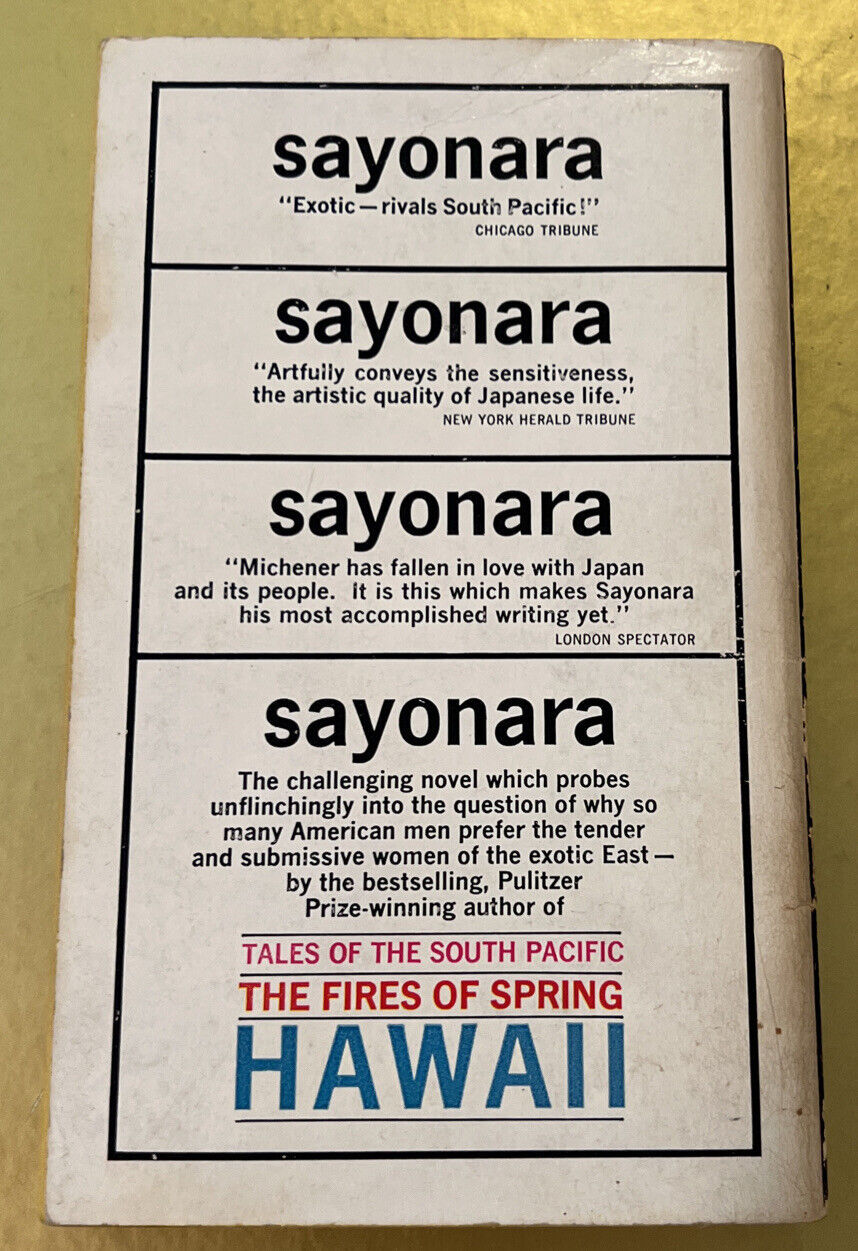 sayonara
“Exotic—rivals South Pacific!”
CHICAGO TRIBUNE
sayonara
“Artfully conveys the sensitiveness,
the artistic quality of Japanese life.”
NEW YORK HERALD TRIBUNE
sayonara
“Michener has fallen in love with Japan
and its people. It is this which makes Sayonara
his most accomplished writing yet.”
LONDON SPECTATOR
sayonara
The challenging novel which probes
unflinchingly into the question of why so
many American men prefer the tender
and submissive women of the exotic East—
by the bestselling, Pulitzer
Prize-winning author of
TALES OF THE SOUTH PACIFIC
THE FIRES OF SPRING
HAWAII